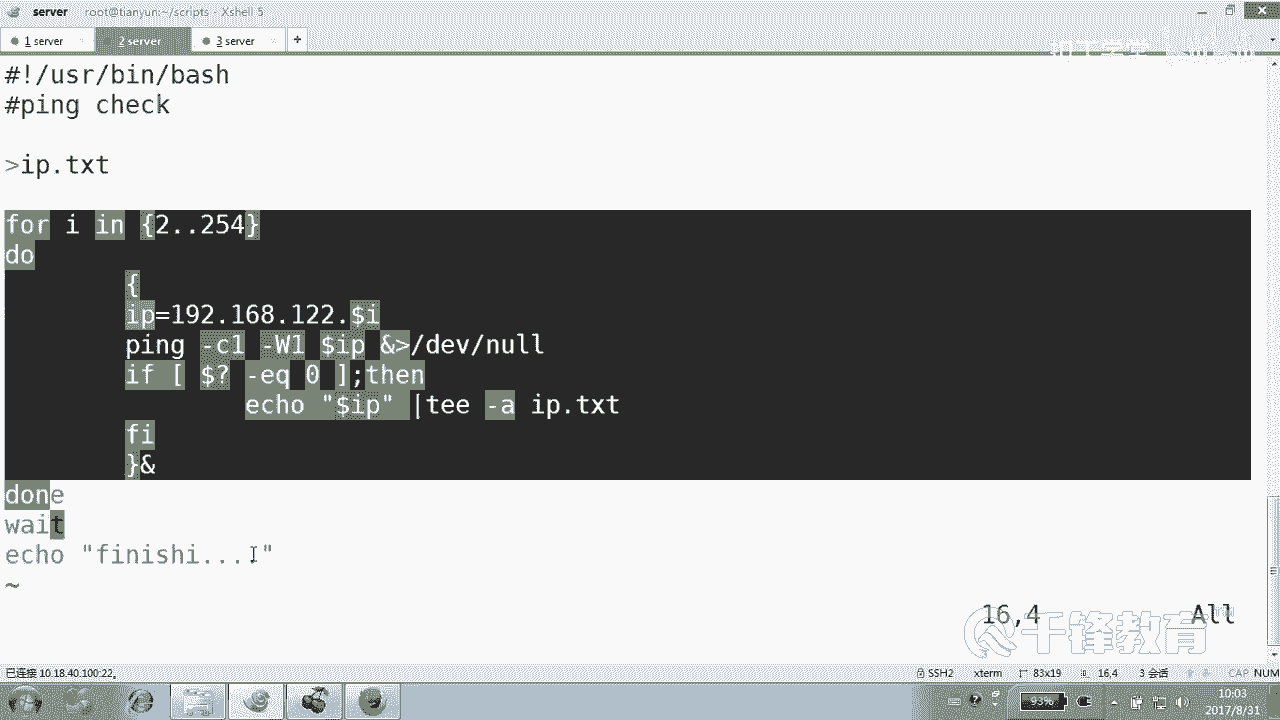 server root@tianyun:~/scripts - Xshell 5
1 server 2 server 3 server +
#!/usr/bin/bash
#ping check
>ip.txt
for i in {2..254}
do
{
ip=192.168.122.$i
ping -c1 -W1 $ip &>/dev/null
if [ $? -eq 0 ];then
echo "$ip" |tee -a ip.txt
fi
}&
done
wait
echo "finishi...."
~
16,4 All
千锋教育
已连接 10.18.40.100:22。 SSH2 xterm 83x19 16,4 3 会话 CAP NUM
93% 10:03
2017/8/31